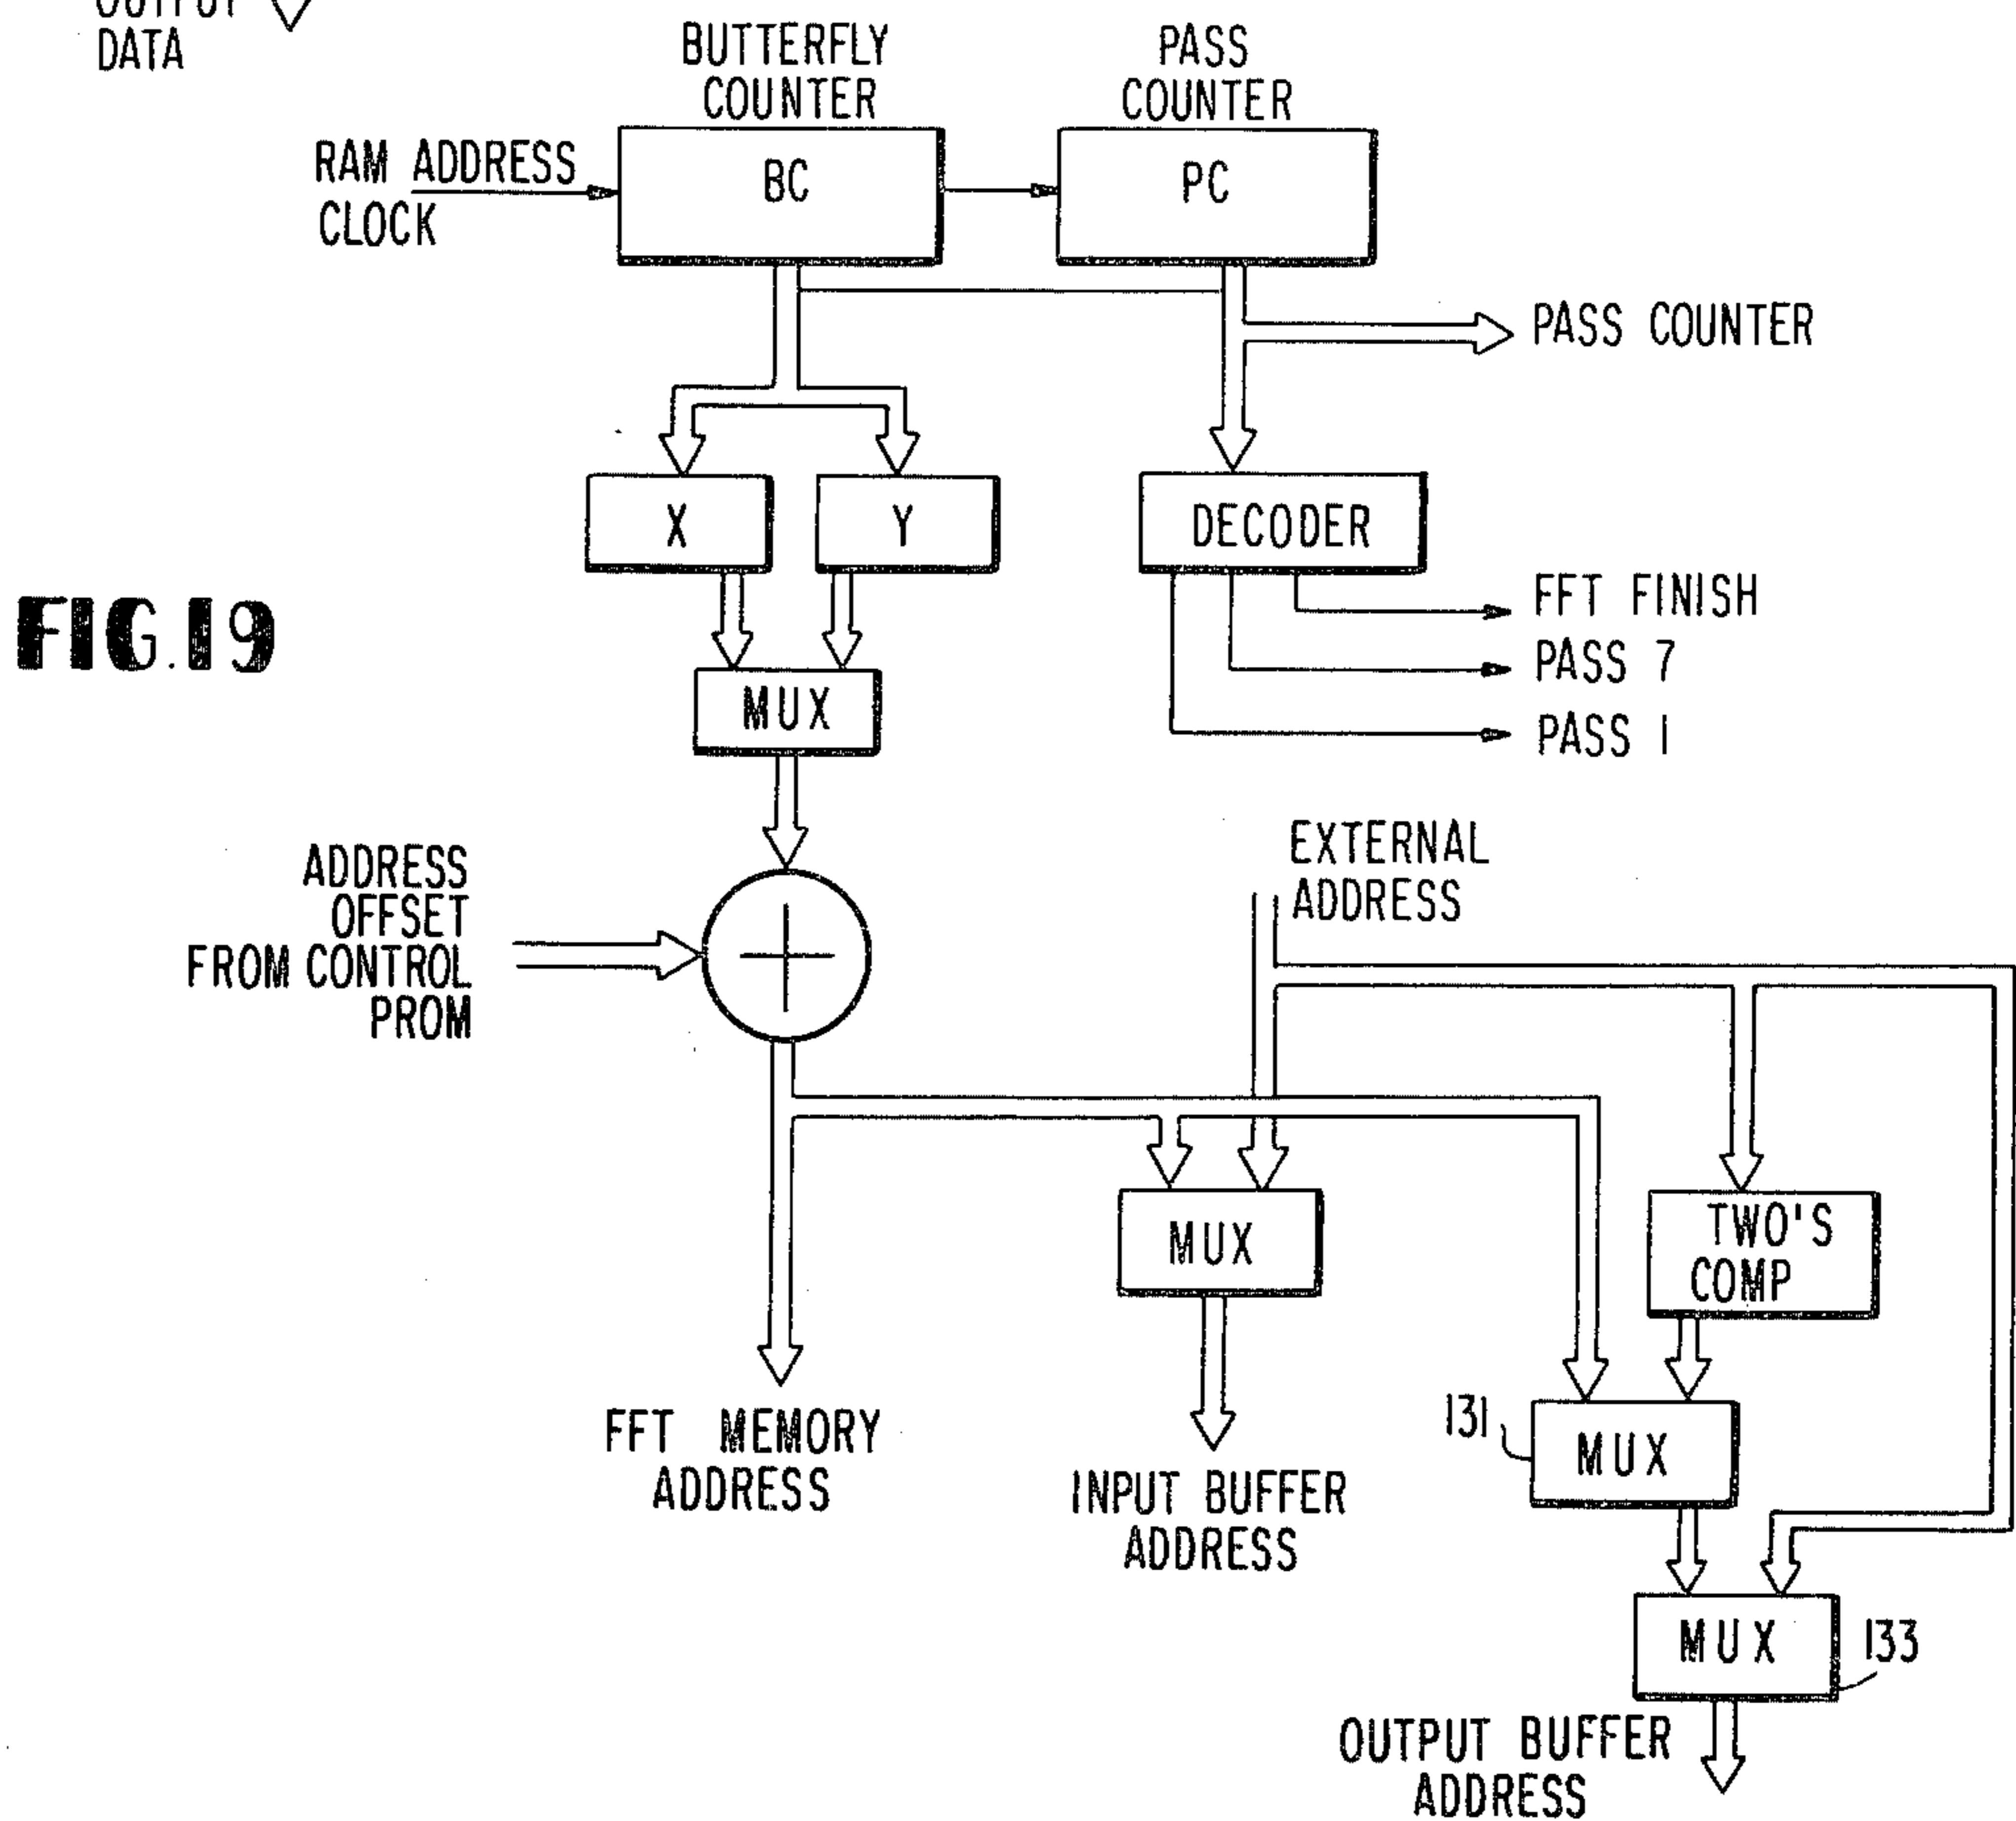 OUTPUT
DATA
BUTTERFLY
COUNTER
PASS
COUNTER
RAM ADDRESS
CLOCK
BC
PC
PASS COUNTER
X
Y
DECODER
FFT FINISH
PASS 7
PASS 1
FIG.19
MUX
ADDRESS
OFFSET
FROM CONTROL
PROM
EXTERNAL
ADDRESS
MUX
TWO'S
COMP
131
MUX
FFT MEMORY
ADDRESS
INPUT BUFFER
ADDRESS
MUX
133
OUTPUT BUFFER
ADDRESS